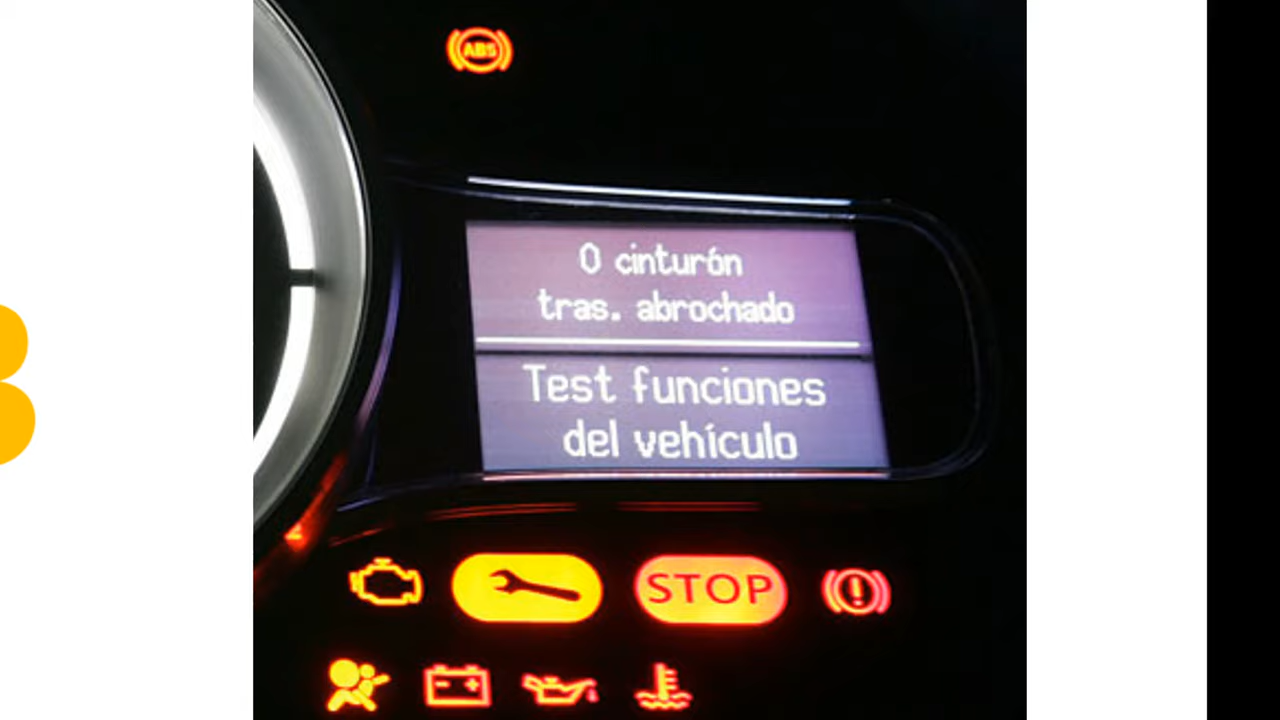 ABS
0 cinturón
tras. abrochado
Test funciones
del vehículo
STOP